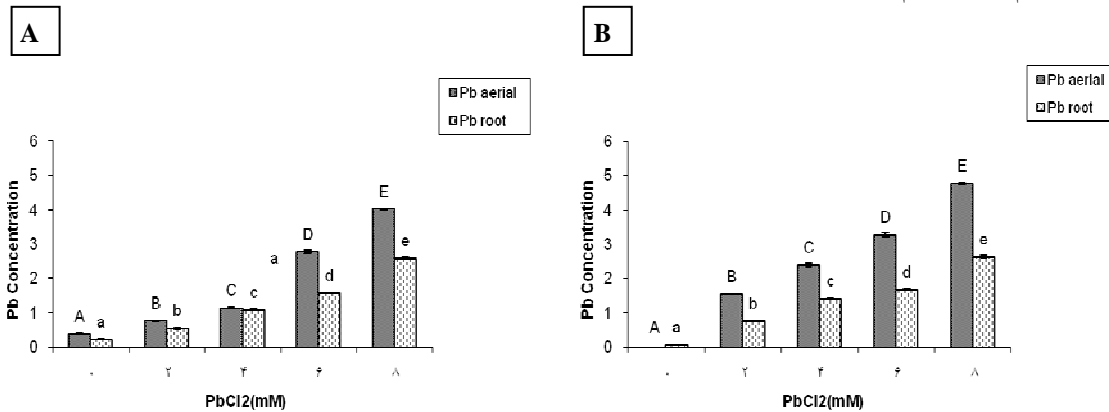 A
Pb aerial
Pb root
6
5
4
3
2
1
0
Pb Concentration
A
a
B
b
C
c
a
D
d
E
e
۰ ۲ ۴ ۶ ۸
PbCl2(mM)
B
Pb aerial
Pb root
6
5
4
3
2
1
0
Pb Concentration
A
a
B
b
C
c
D
d
E
e
۰ ۲ ۴ ۶ ۸
PbCl2(mM)